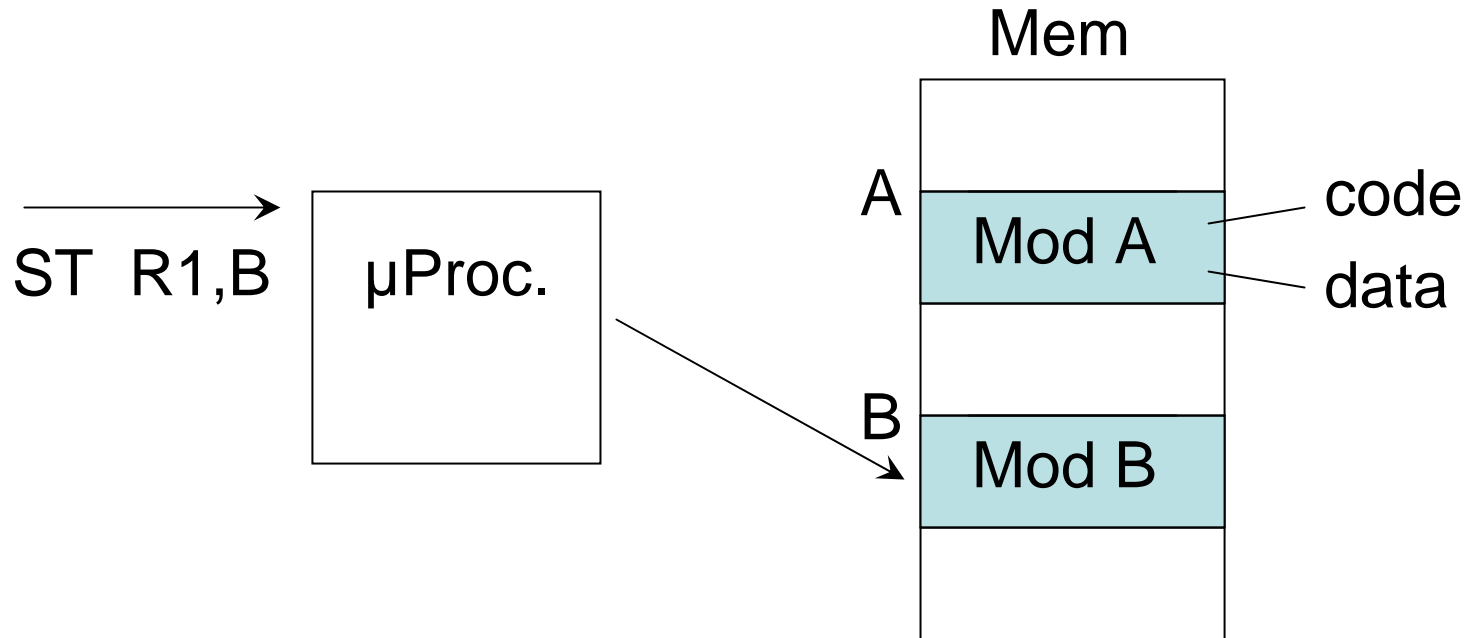 Mem
A
Mod A
code
data
ST R1,B
µProc.
B
Mod B